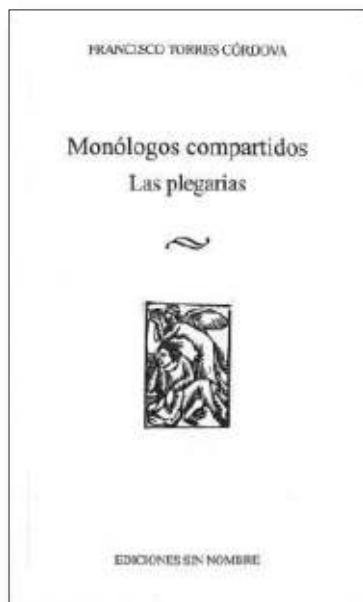 FRANCISCO TORRES CÓRDOVA
Monólogos compartidos
Las plegarias
EDICIONES SIN NOMBRE